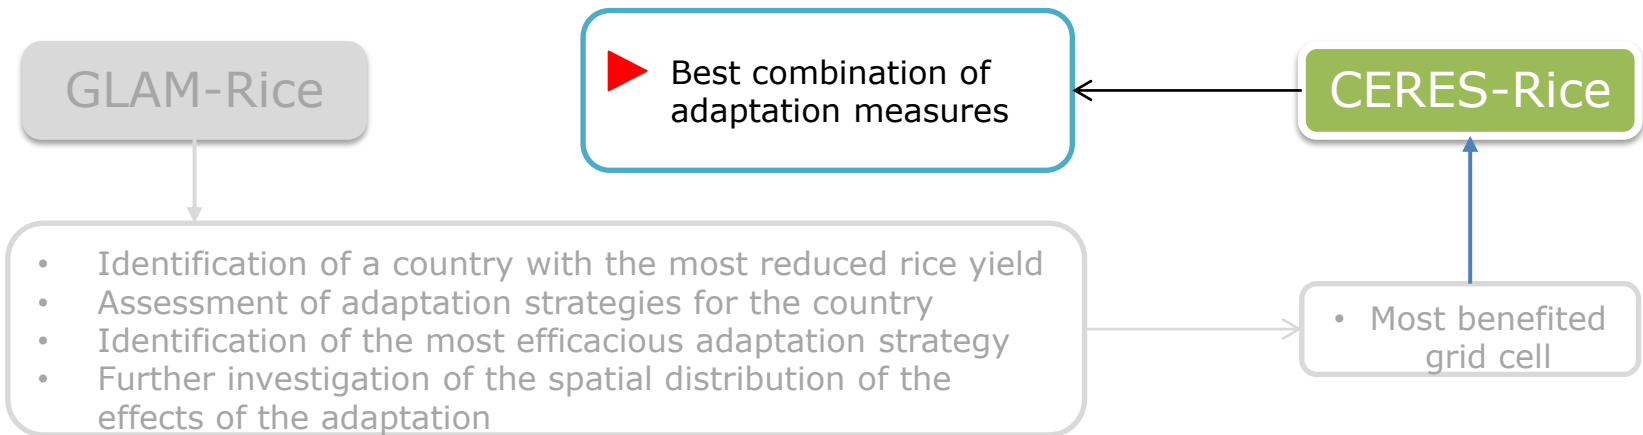 GLAM-Rice
Best combination of
adaptation measures
CERES-Rice
• Identification of a country with the most reduced rice yield
• Assessment of adaptation strategies for the country
• Identification of the most efficacious adaptation strategy
• Further investigation of the spatial distribution of the
effects of the adaptation
• Most benefited
grid cell